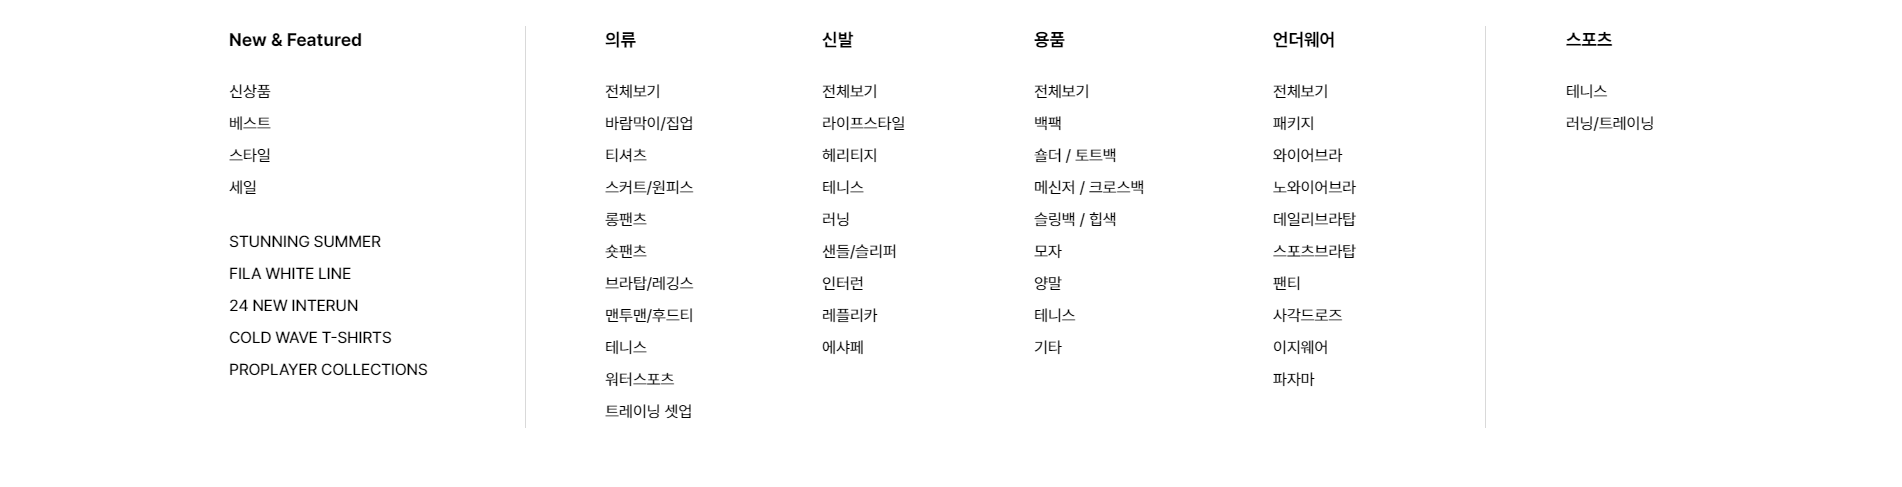 New & Featured
신상품
베스트
스타일
세일
STUNNING SUMMER
FILA WHITE LINE
24 NEW INTERUN
COLD WAVE T-SHIRTS
PROPLAYER COLLECTIONS
의류
전체보기
바람막이/집업
티셔츠
스커트/원피스
롱팬츠
숏팬츠
브라탑/레깅스
맨투맨/후드티
테니스
워터스포츠
트레이닝 셋업
신발
전체보기
라이프스타일
헤리티지
테니스
러닝
샌들/슬리퍼
인터런
레플리카
에샤페
용품
전체보기
백팩
숄더 / 토트백
메신저 / 크로스백
슬링백 / 힙색
모자
양말
테니스
기타
언더웨어
전체보기
패키지
와이어브라
노와이어브라
데일리브라탑
스포츠브라탑
팬티
사각드로즈
이지웨어
파자마
스포츠
테니스
러닝/트레이닝